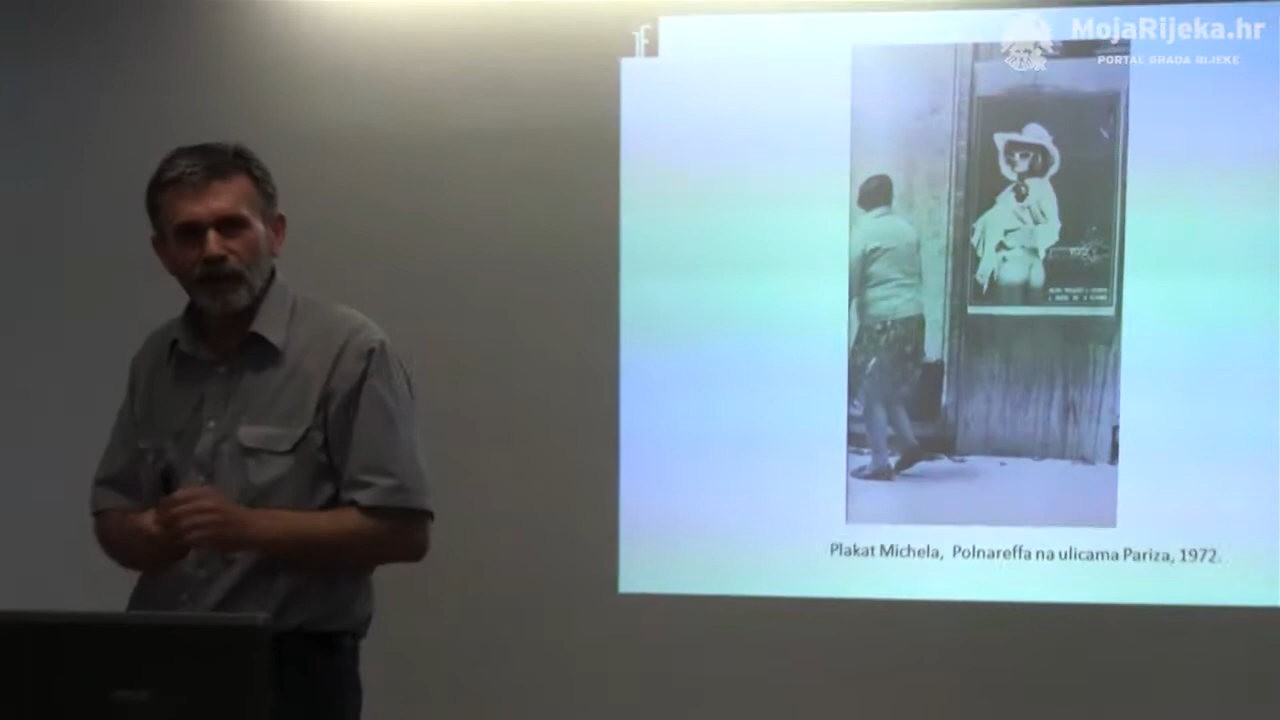 MojaRijeka.hr
PORTAL GRADA RIJEKE
Plakat Michela, Polnareffa na ulicama Pariza, 1972.